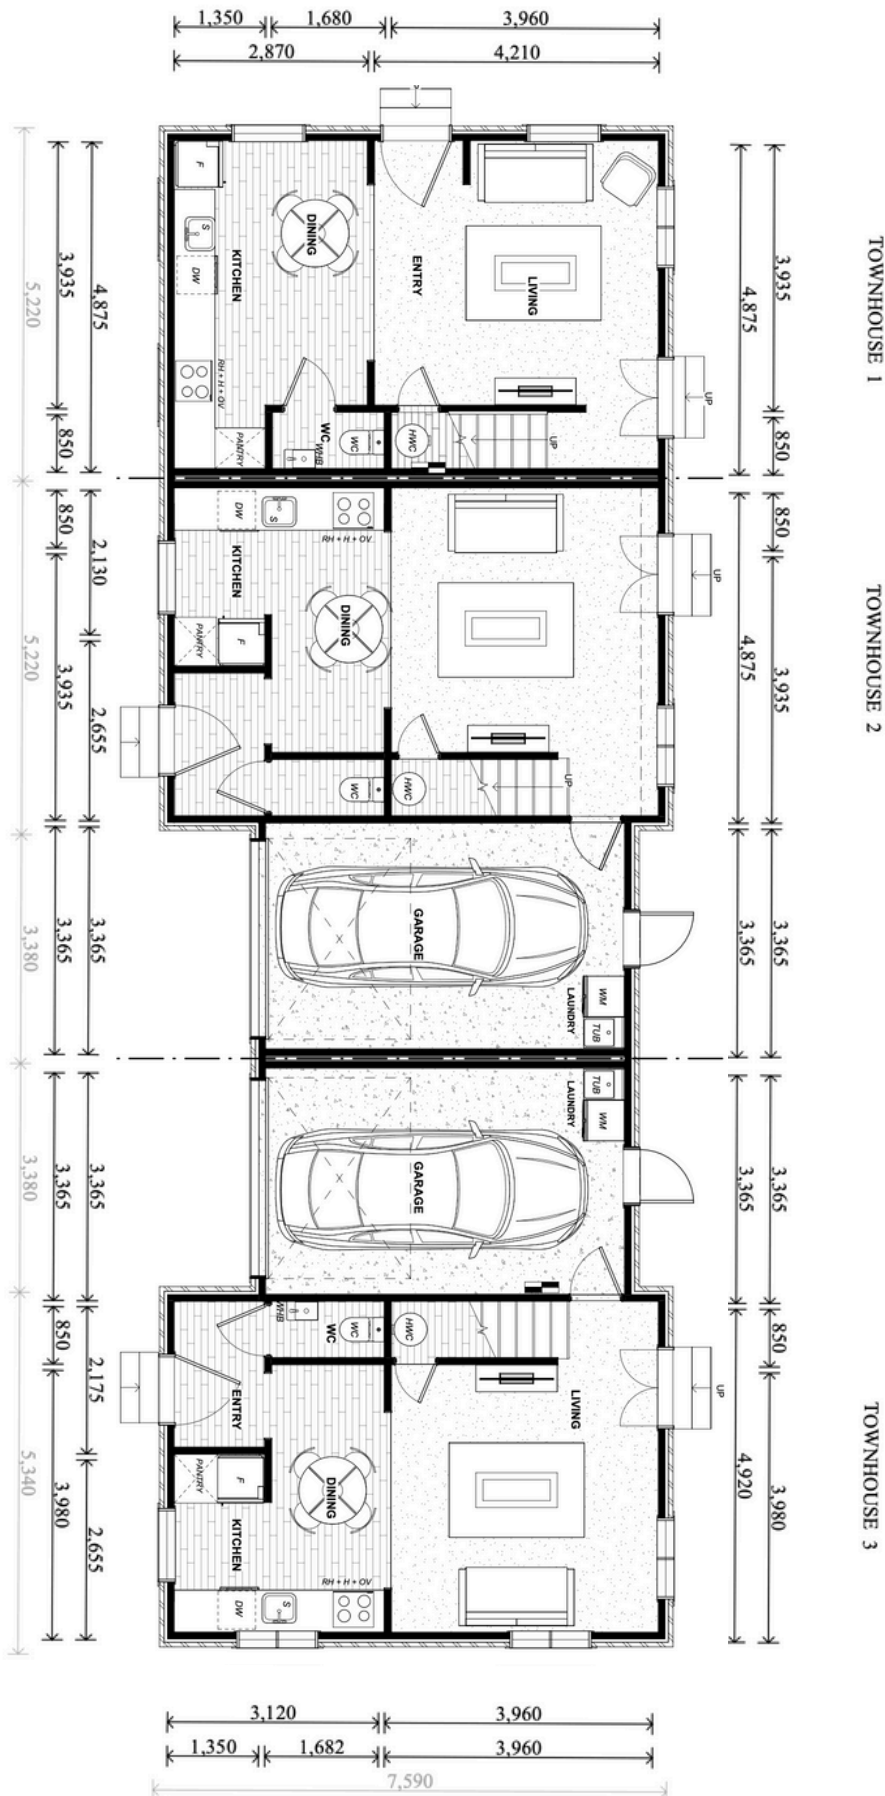 1,350 1,680 3,960
2,870 4,210
TOWNHOUSE 1
5,220
3,935
850
4,875
F
S
DW
KITCHEN
DINING
RH + H + OV
PANTRY
WC
WHB
WC
ENTRY
HWC
LIVING
UP
UP
4,875
3,935
850
TOWNHOUSE 2
5,220
850
3,935
2,130
2,655
DW
S
RH + H + OV
KITCHEN
DINING
PANTRY
F
WC
HWC
UP
UP
4,875
850
3,935
3,380
3,365
3,365
GARAGE
LAUNDRY
WM
TUB
3,365
3,365
3,380
3,365
3,365
GARAGE
LAUNDRY
TUB
WM
3,365
3,365
TOWNHOUSE 3
5,340
850
3,980
2,175
2,655
WHB
WC
WC
HWC
ENTRY
LIVING
UP
PANTRY
F
DINING
KITCHEN
RH + H + OV
DW
S
4,920
850
3,980
3,120 3,960
1,350 1,682 3,960
7,590